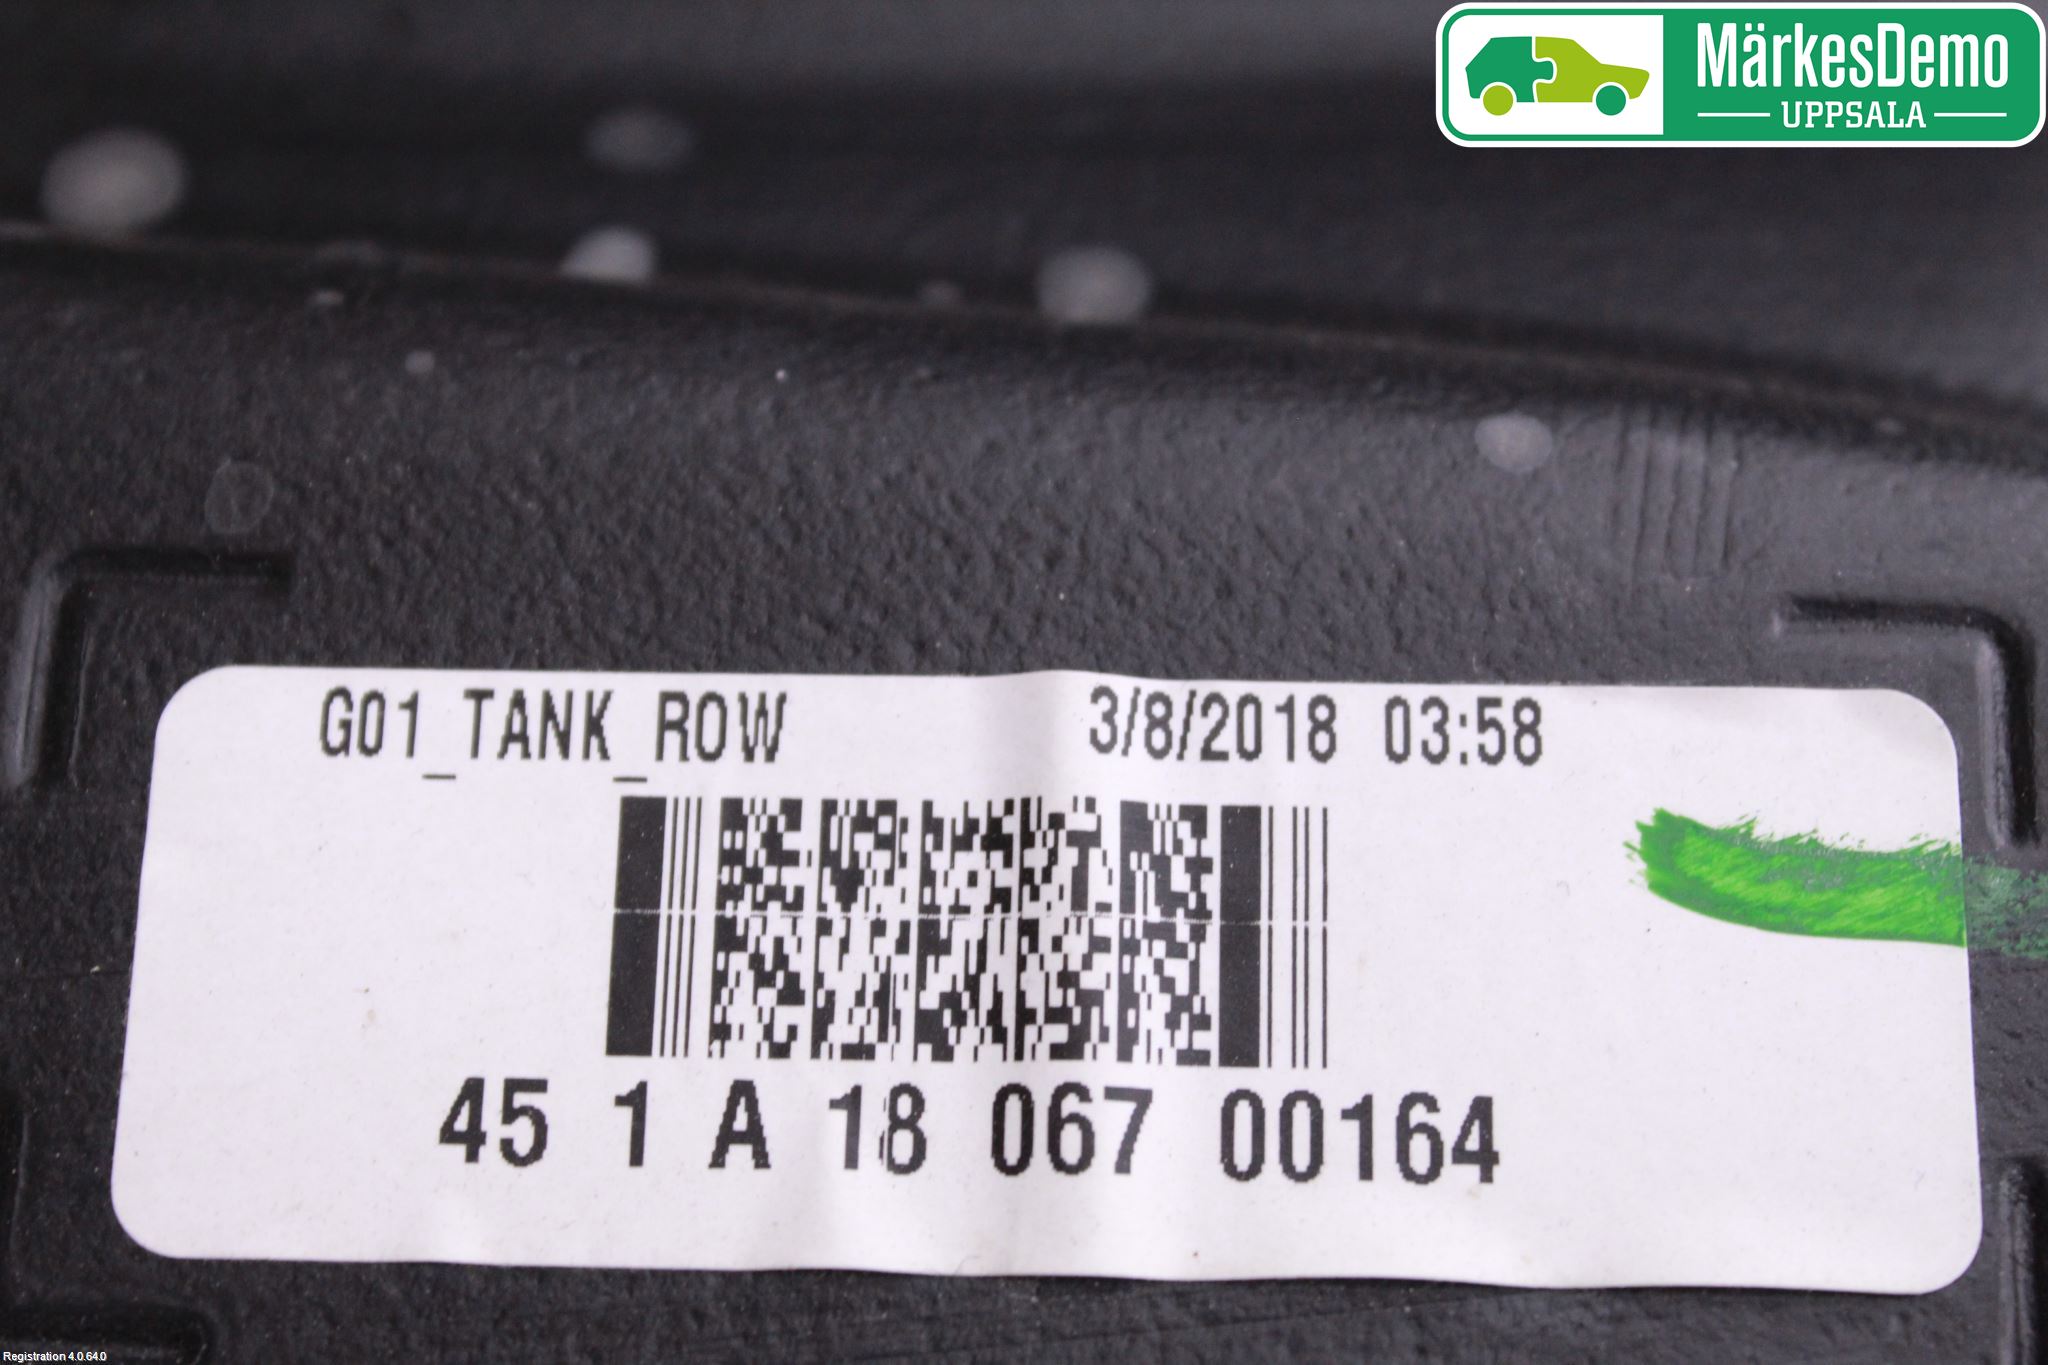 MärkesDemo
UPPSALA
G01_TANK_ROW 3/8/2018 03:58
45 1 A 18 067 00164
Registration 4.0.64.0